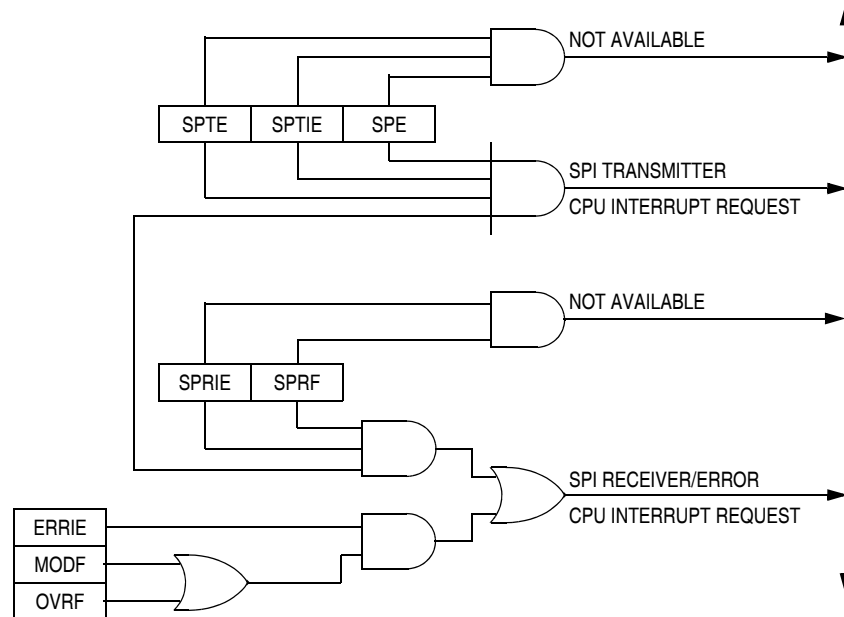 NOT AVAILABLE
SPTE SPTIE SPE
SPI TRANSMITTER
CPU INTERRUPT REQUEST
NOT AVAILABLE
SPRIE SPRF
SPI RECEIVER/ERROR
CPU INTERRUPT REQUEST
ERRIE
MODF
OVRF